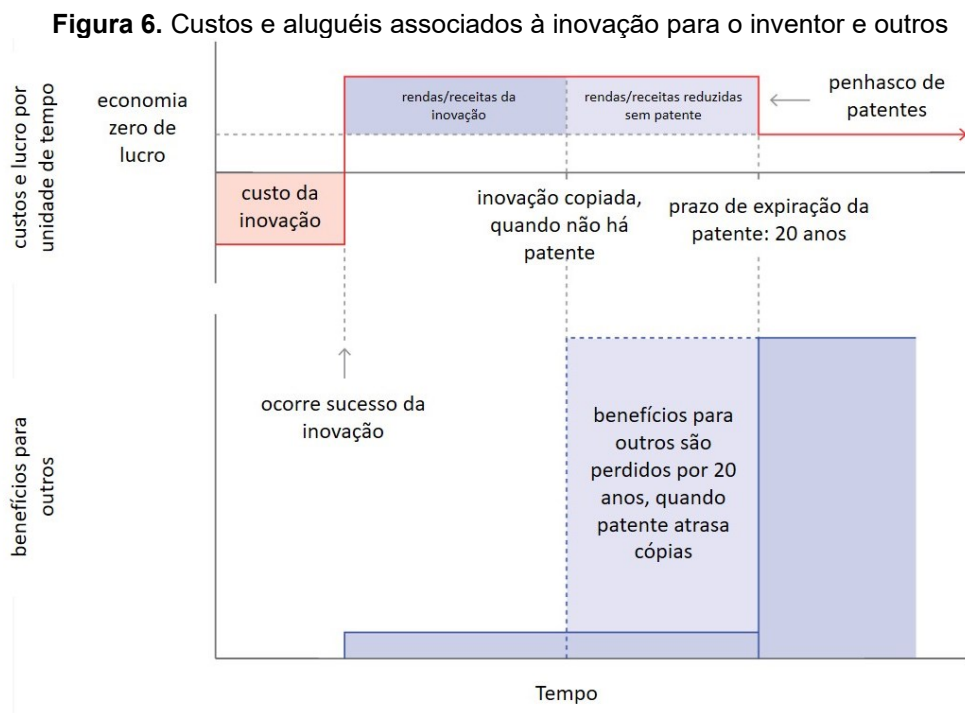 Figura 6. Custos e aluguéis associados à inovação para o inventor e outros
custos e lucro por
unidade de tempo
economia
zero de
lucro
rendas/receitas da
inovação
rendas/receitas reduzidas
sem patente
penhasco de
patentes
custo da
inovação
inovação copiada,
quando não há
patente
prazo de expiração da
patente: 20 anos
ocorre sucesso da
inovação
benefícios para
outros
benefícios para
outros são
perdidos por 20
anos, quando
patente atrasa
cópias
Tempo